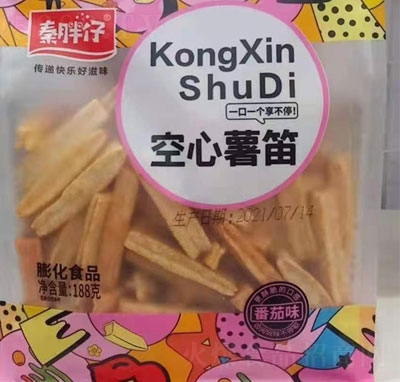 秦胖仔
传递快乐好滋味
KongXin
ShuDi
一口一个享不停!
空心薯笛
生产日期:2021/07/14
膨化食品
净含量:188克
番茄味